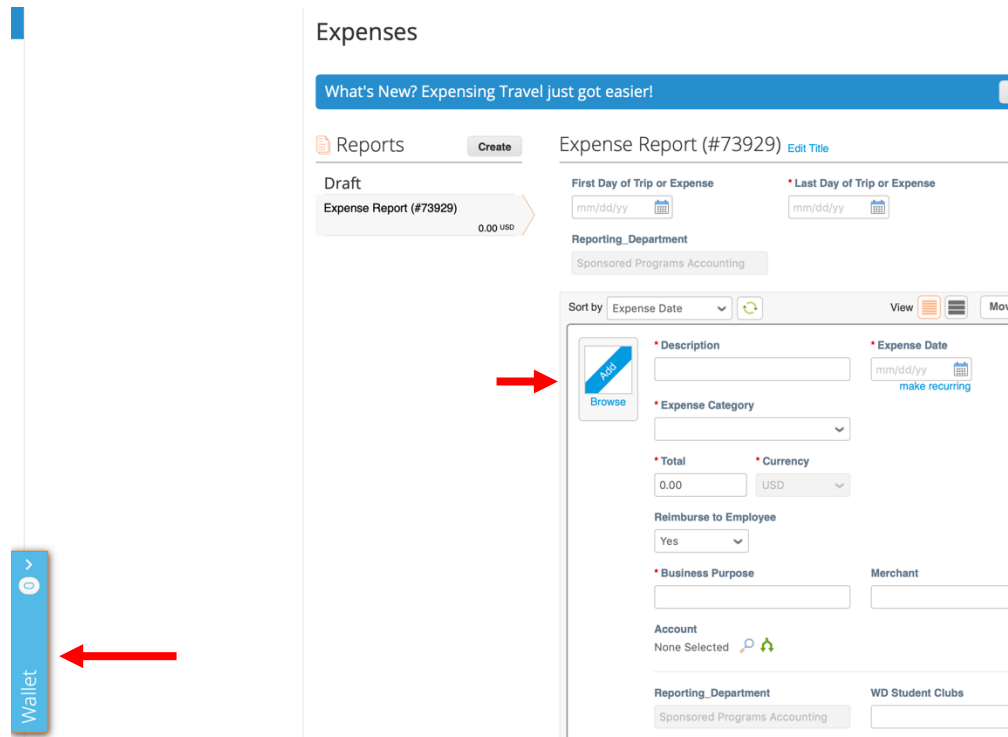 Expenses
What's New? Expensing Travel just got easier!
Reports
Create
Draft
Expense Report (#73929)
0.00 USD
Expense Report (#73929) Edit Title
First Day of Trip or Expense * Last Day of Trip or Expense
mm/dd/yy mm/dd/yy
Reporting_Department
Sponsored Programs Accounting
Sort by Expense Date View
Add
Browse
* Description * Expense Date
mm/dd/yy
make recurring
* Expense Category
* Total * Currency
0.00 USD
Reimburse to Employee
Yes
* Business Purpose Merchant
Account
None Selected
Reporting_Department WD Student Clubs
Sponsored Programs Accounting
Wallet 0